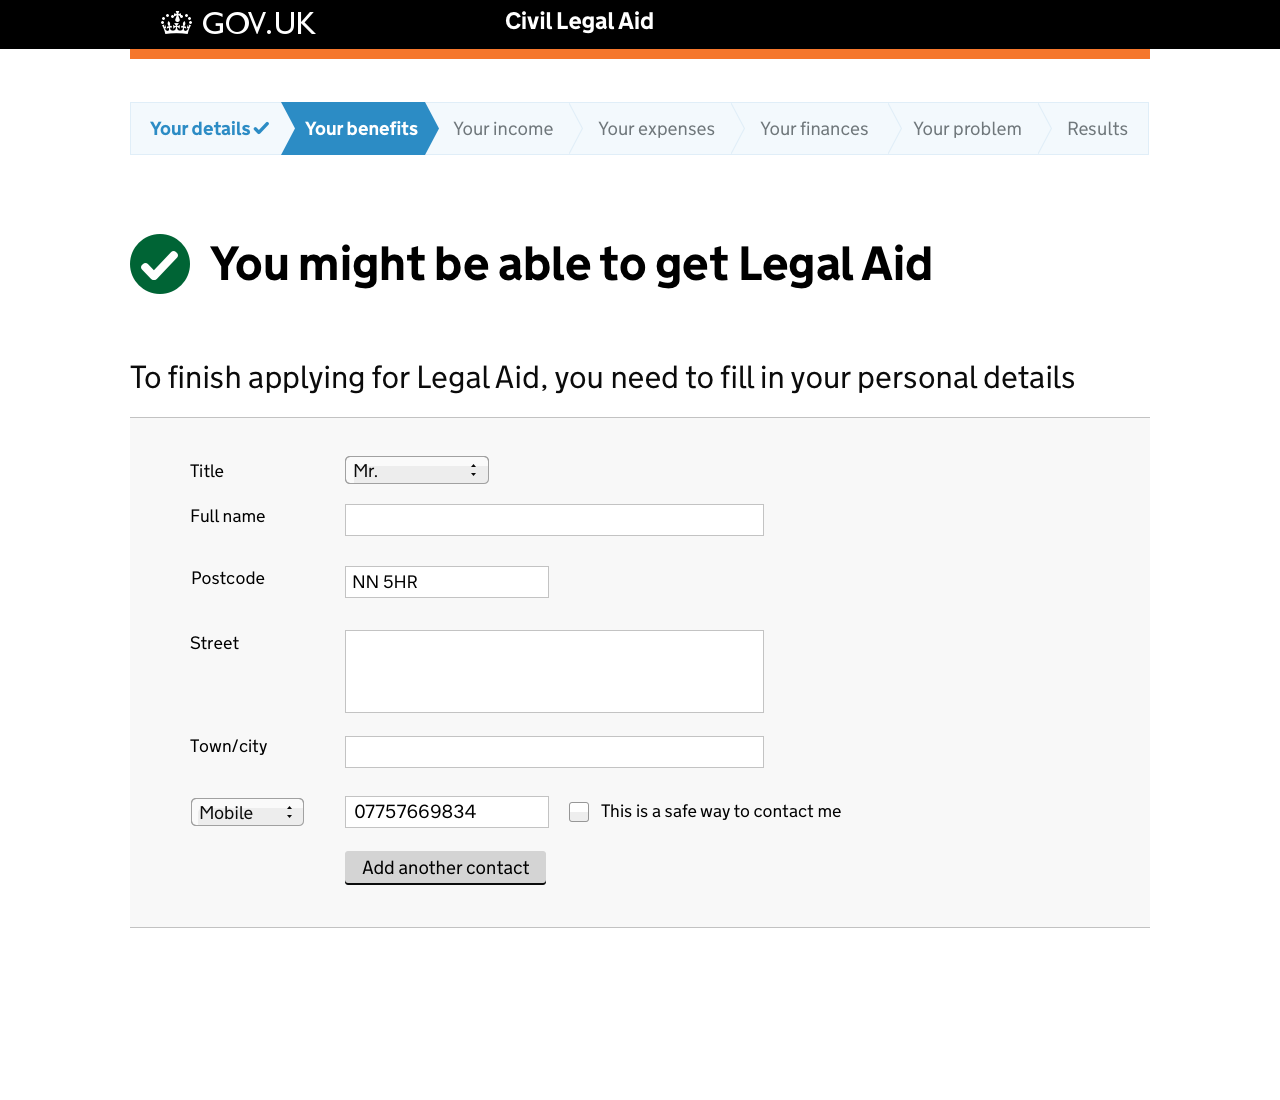 GOV.UK Civil Legal Aid
Your details Your benefits Your income Your expenses Your finances Your problem Results
You might be able to get Legal Aid
To finish applying for Legal Aid, you need to fill in your personal details
Title Mr.
Full name
Postcode NN 5HR
Street
Town/city
Mobile 07757669834 This is a safe way to contact me
Add another contact